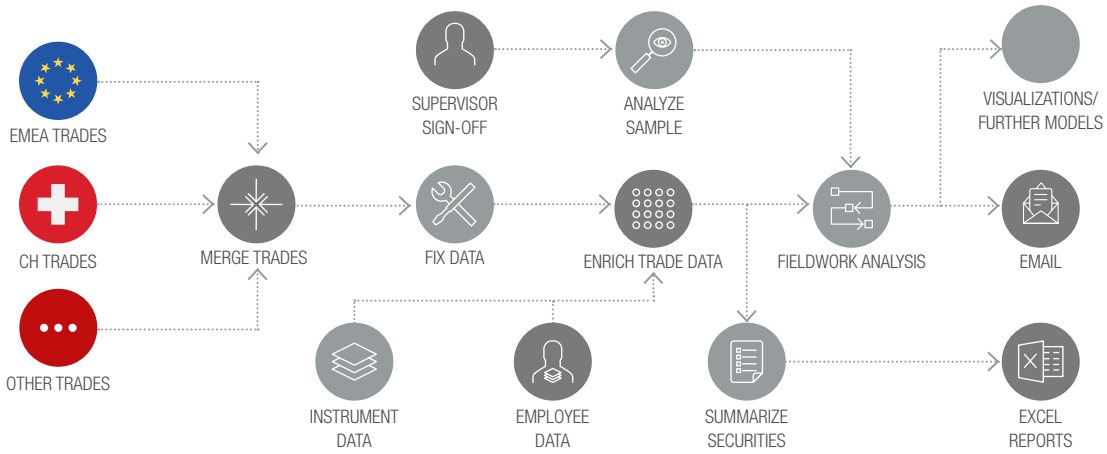 SUPERVISOR
SIGN-OFF
ANALYZE
SAMPLE
VISUALIZATIONS/
FURTHER MODELS
EMEA TRADES
CH TRADES
MERGE TRADES
FIX DATA
ENRICH TRADE DATA
FIELDWORK ANALYSIS
EMAIL
OTHER TRADES
INSTRUMENT
DATA
EMPLOYEE
DATA
SUMMARIZE
SECURITIES
X
EXCEL
REPORTS